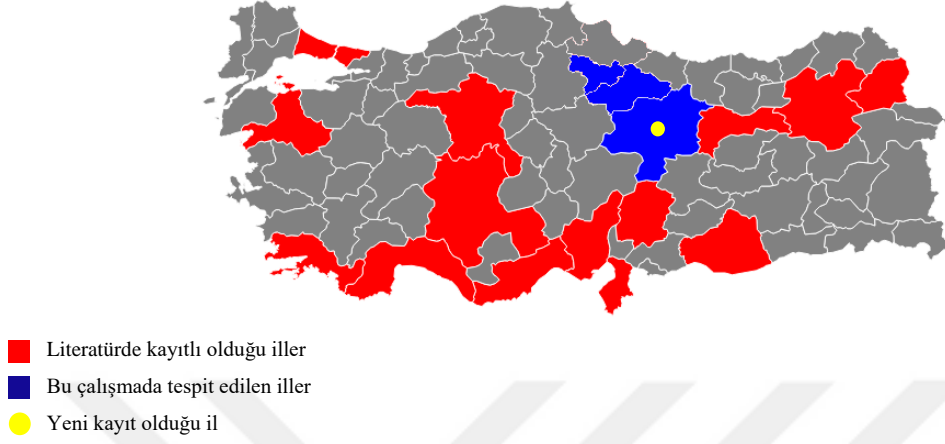 Literatürde kayıtlı olduğu iller
Bu çalışmada tespit edilen iller
Yeni kayıt olduğu il